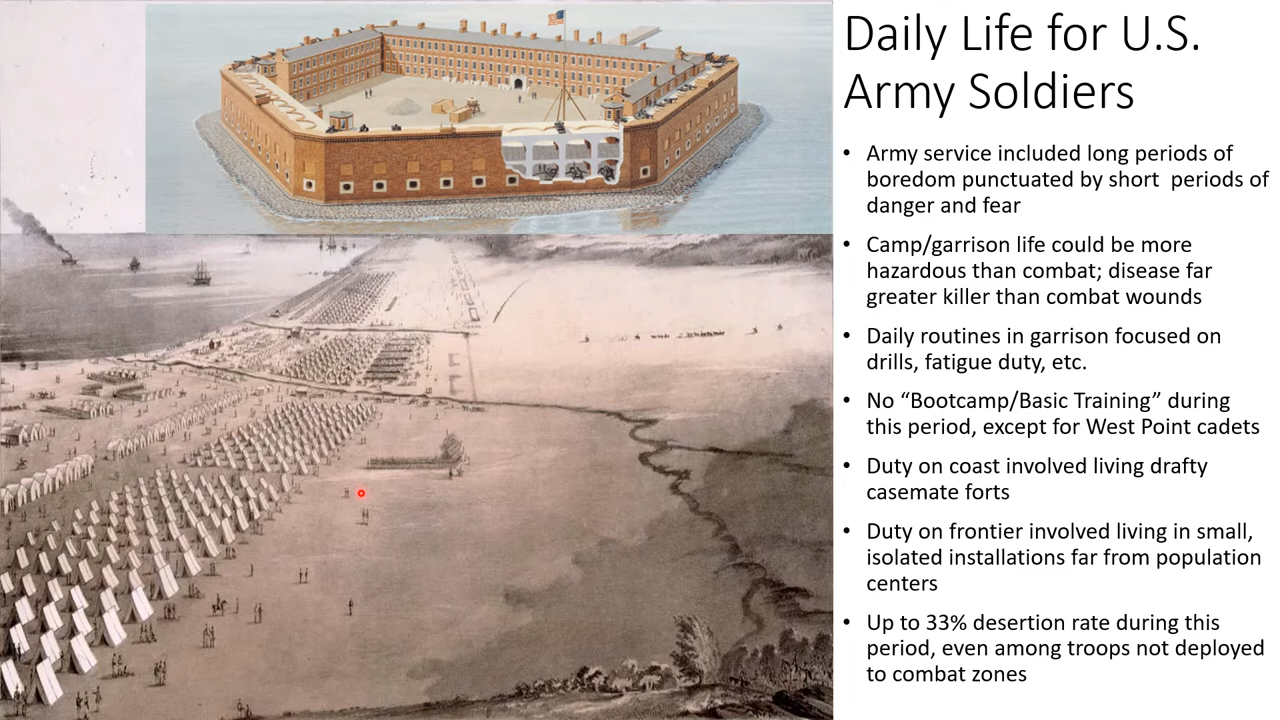 Daily Life for U.S.
Army Soldiers
• Army service included long periods of
boredom punctuated by short  periods of
danger and fear
• Camp/garrison life could be more
hazardous than combat; disease far
greater killer than combat wounds
• Daily routines in garrison focused on
drills, fatigue duty, etc.
• No “Bootcamp/Basic Training” during
this period, except for West Point cadets
• Duty on coast involved living drafty
casemate forts
• Duty on frontier involved living in small,
isolated installations far from population
centers
• Up to 33% desertion rate during this
period, even among troops not deployed
to combat zones